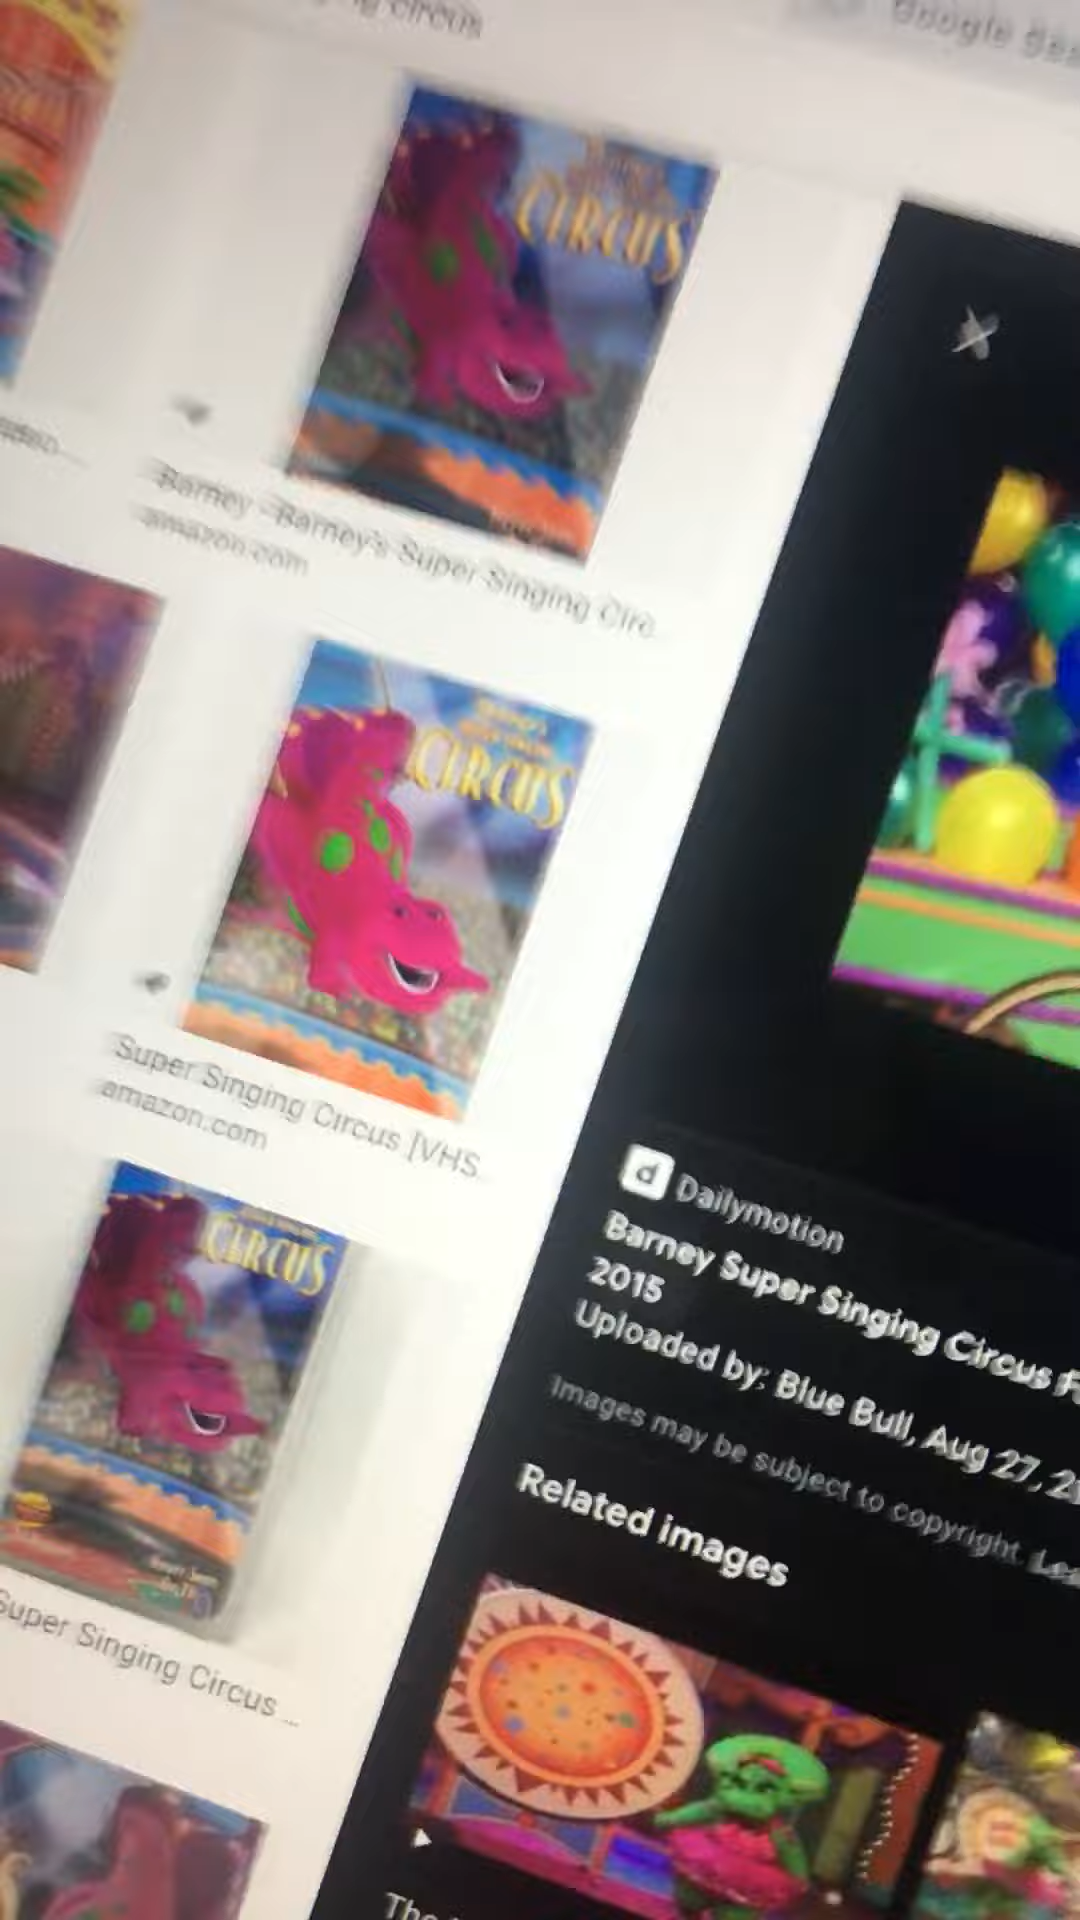 CIRCUS
Barney - Barney's Super Singing Circ...
amazon.com
CIRCUS
Super Singing Circus [VHS...
amazon.com
CIRCUS
Super Singing Circus ...
Dailymotion
Barney Super Singing Circus
2015
Uploaded by: Blue Bull, Aug 27,
Images may be subject to copyright.
Related images